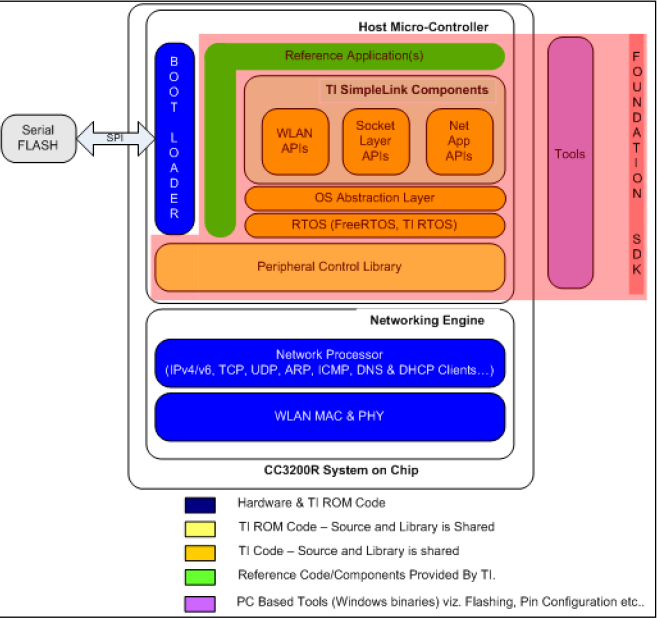 Host Micro-Controller
BOOT LOADER
Reference Application(s)
TI SimpleLink Components
WLAN
APIs
Socket
Layer
APIs
Net
App
APIs
OS Abstraction Layer
RTOS (FreeRTOS, TI RTOS)
Peripheral Control Library
Serial
FLASH
SPI
Tools
FOUNDATION SDK
Networking Engine
Network Processor
(IPv4/v6, TCP, UDP, ARP, ICMP, DNS & DHCP Clients...)
WLAN MAC & PHY
CC3200R System on Chip
Hardware & TI ROM Code
TI ROM Code – Source and Library is Shared
TI Code – Source and Library is shared
Reference Code/Components Provided By TI.
PC Based Tools (Windows binaries) viz. Flashing, Pin Configuration etc..